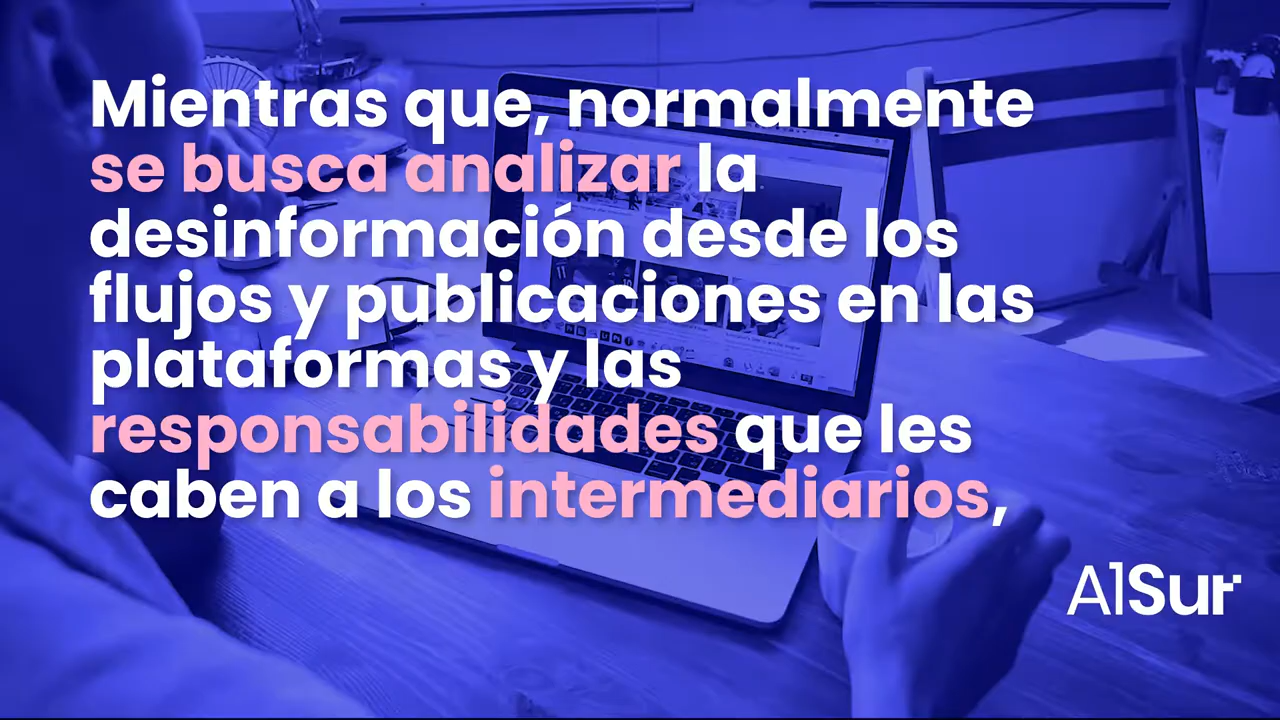 Mientras que, normalmente
se busca analizar la
desinformación desde los
flujos y publicaciones en las
plataformas y las
responsabilidades que les
caben a los intermediarios,
AlSur